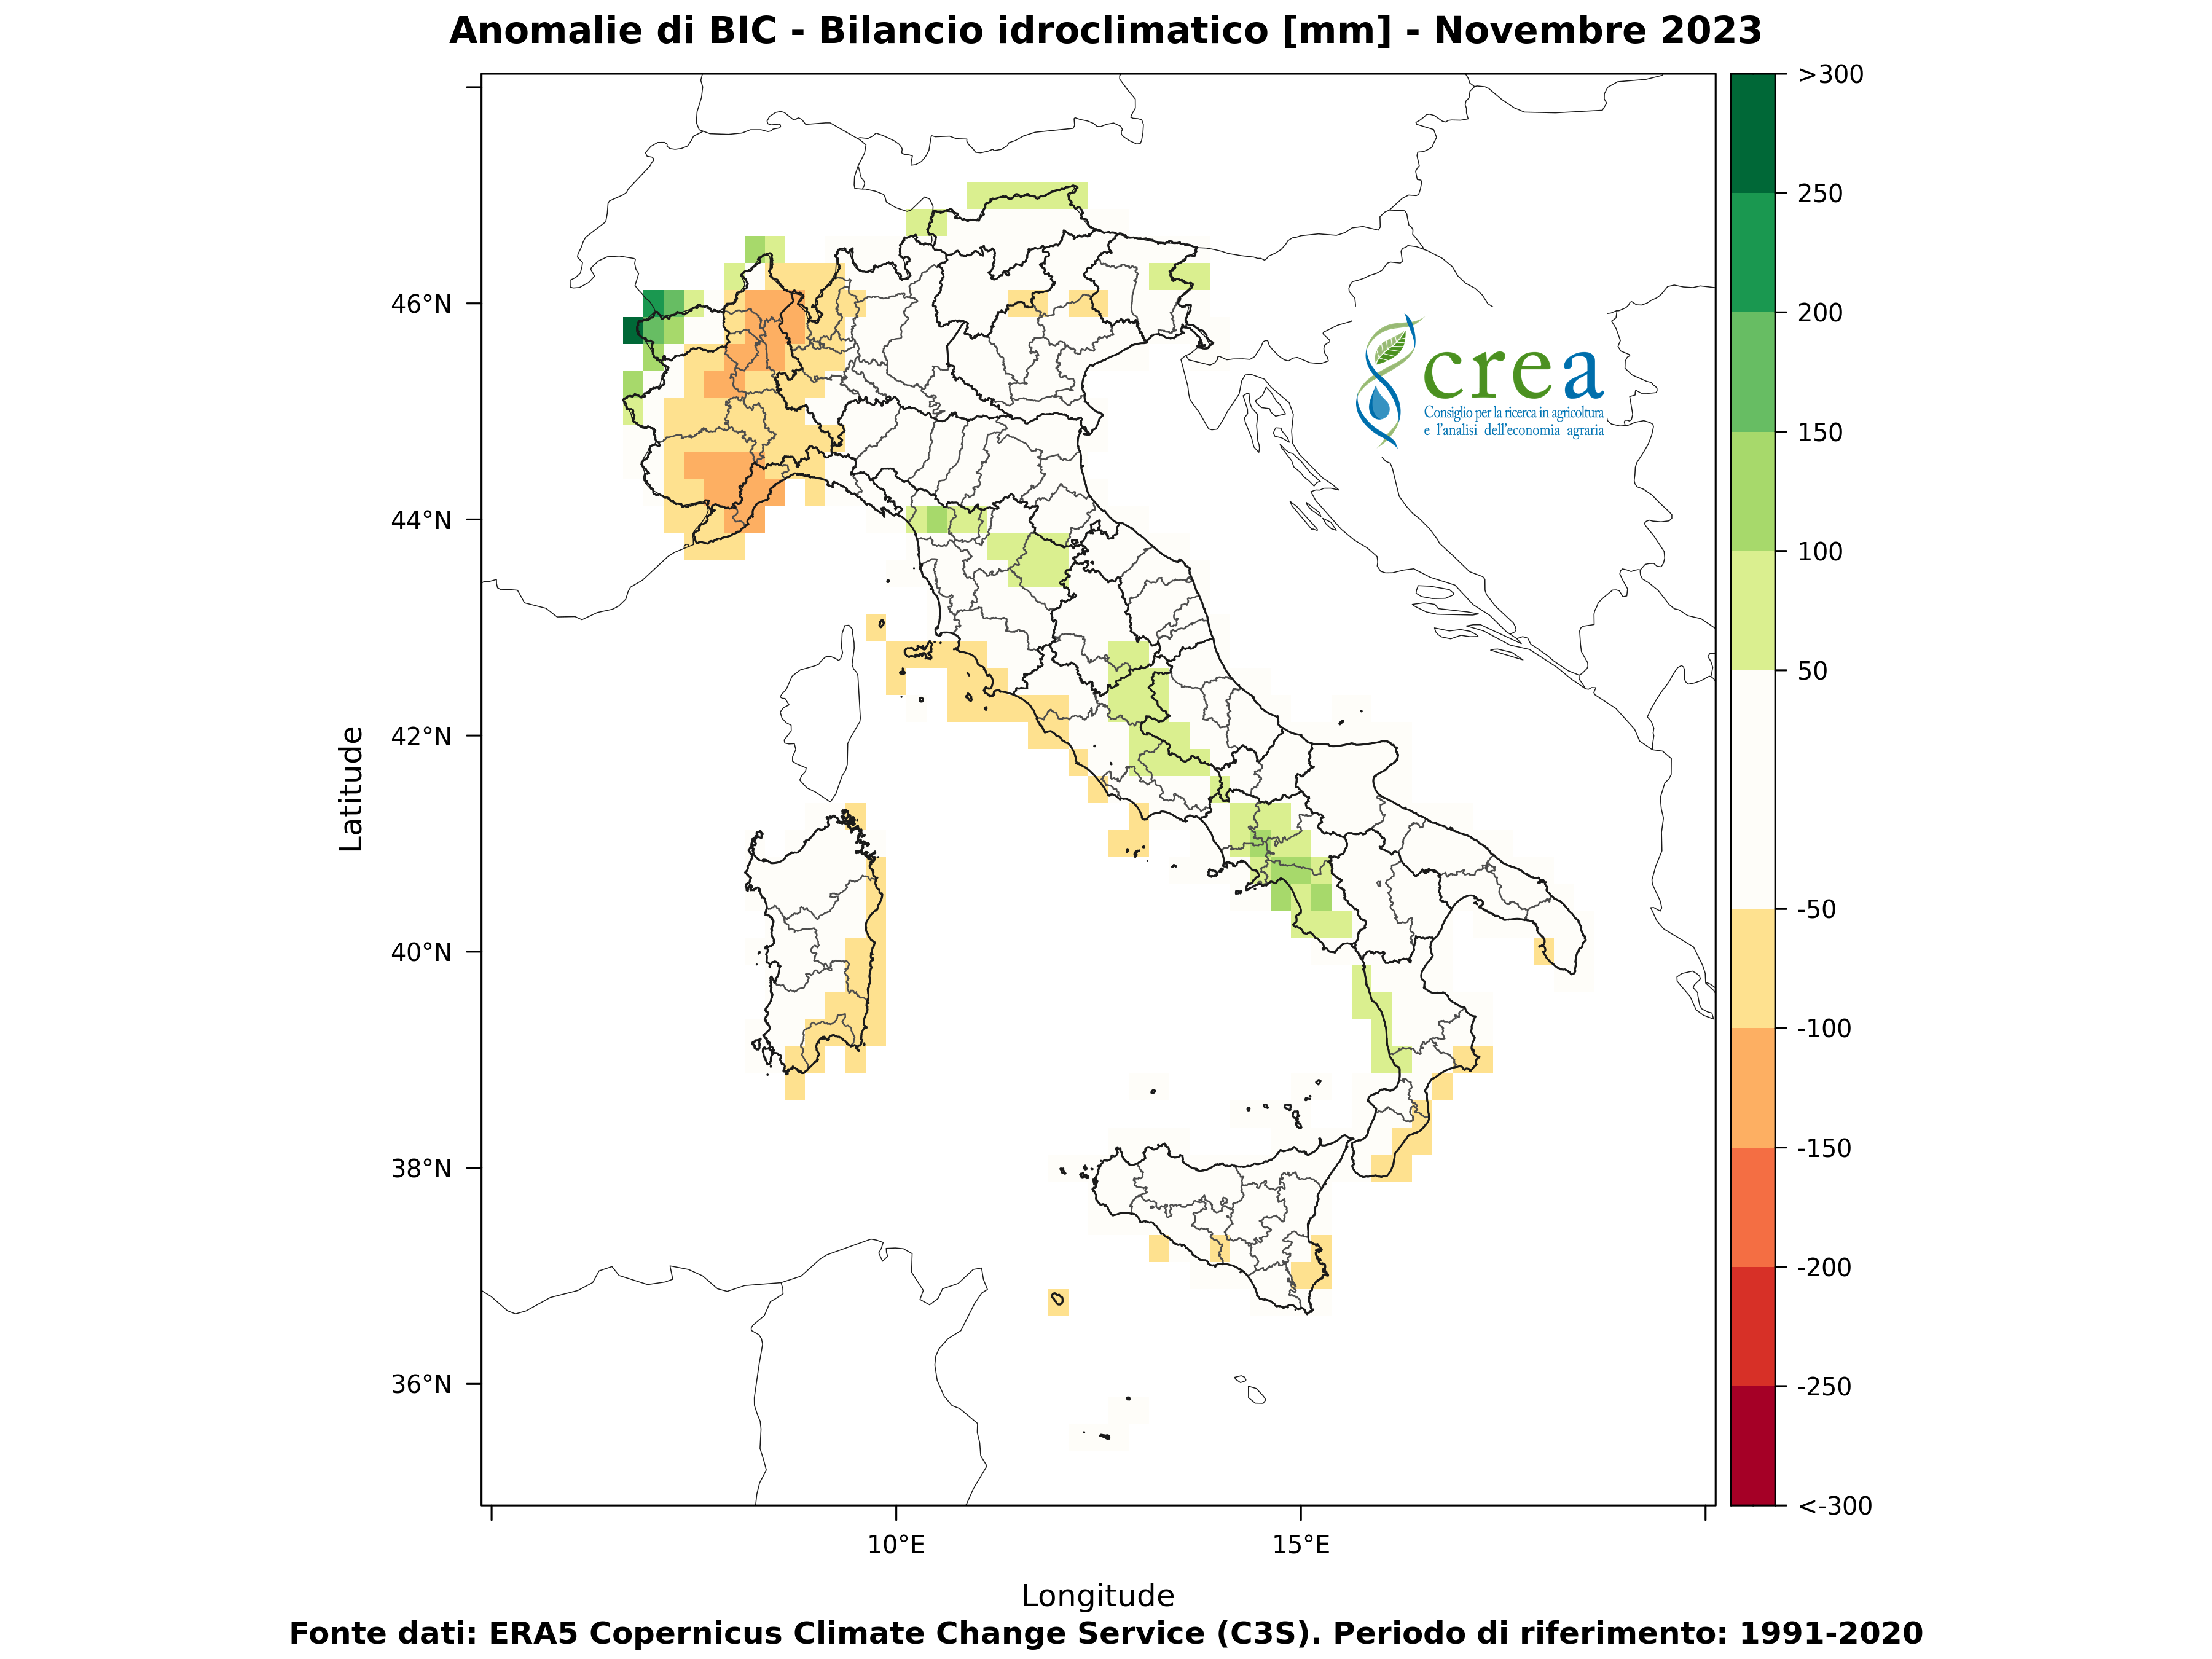 Anomalie di BIC - Bilancio idroclimatico [mm] - Novembre 2023
>300
250
200
150
100
50
-50
-100
-150
-200
-250
<-300
crea
Consiglio per la ricerca in agricoltura
e l'analisi dell'economia agraria
Latitude
46°N
44°N
42°N
40°N
38°N
36°N
10°E
15°E
Longitude
Fonte dati: ERA5 Copernicus Climate Change Service (C3S). Periodo di riferimento: 1991-2020